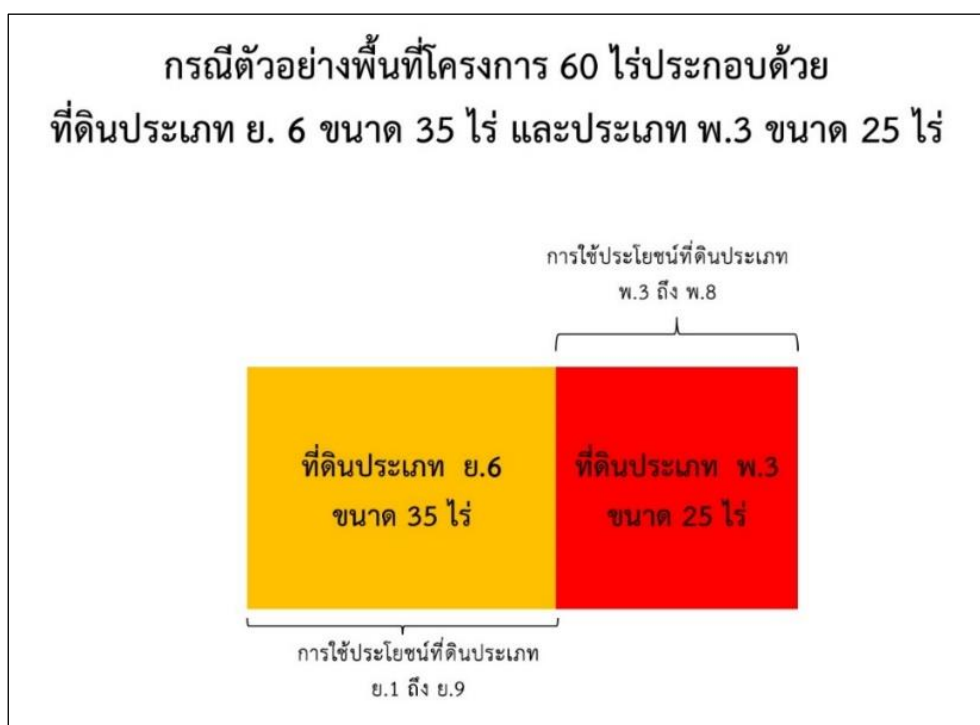 กรณีตัวอย่างพื้นที่โครงการ 60 ไร่ประกอบด้วย
ที่ดินประเภท ย. 6 ขนาด 35 ไร่ และประเภท พ.3 ขนาด 25 ไร่
การใช้ประโยชน์ที่ดินประเภท
พ.3 ถึง พ.8
ที่ดินประเภท ย.6
ขนาด 35 ไร่
ที่ดินประเภท พ.3
ขนาด 25 ไร่
การใช้ประโยชน์ที่ดินประเภท
ย.1 ถึง ย.9